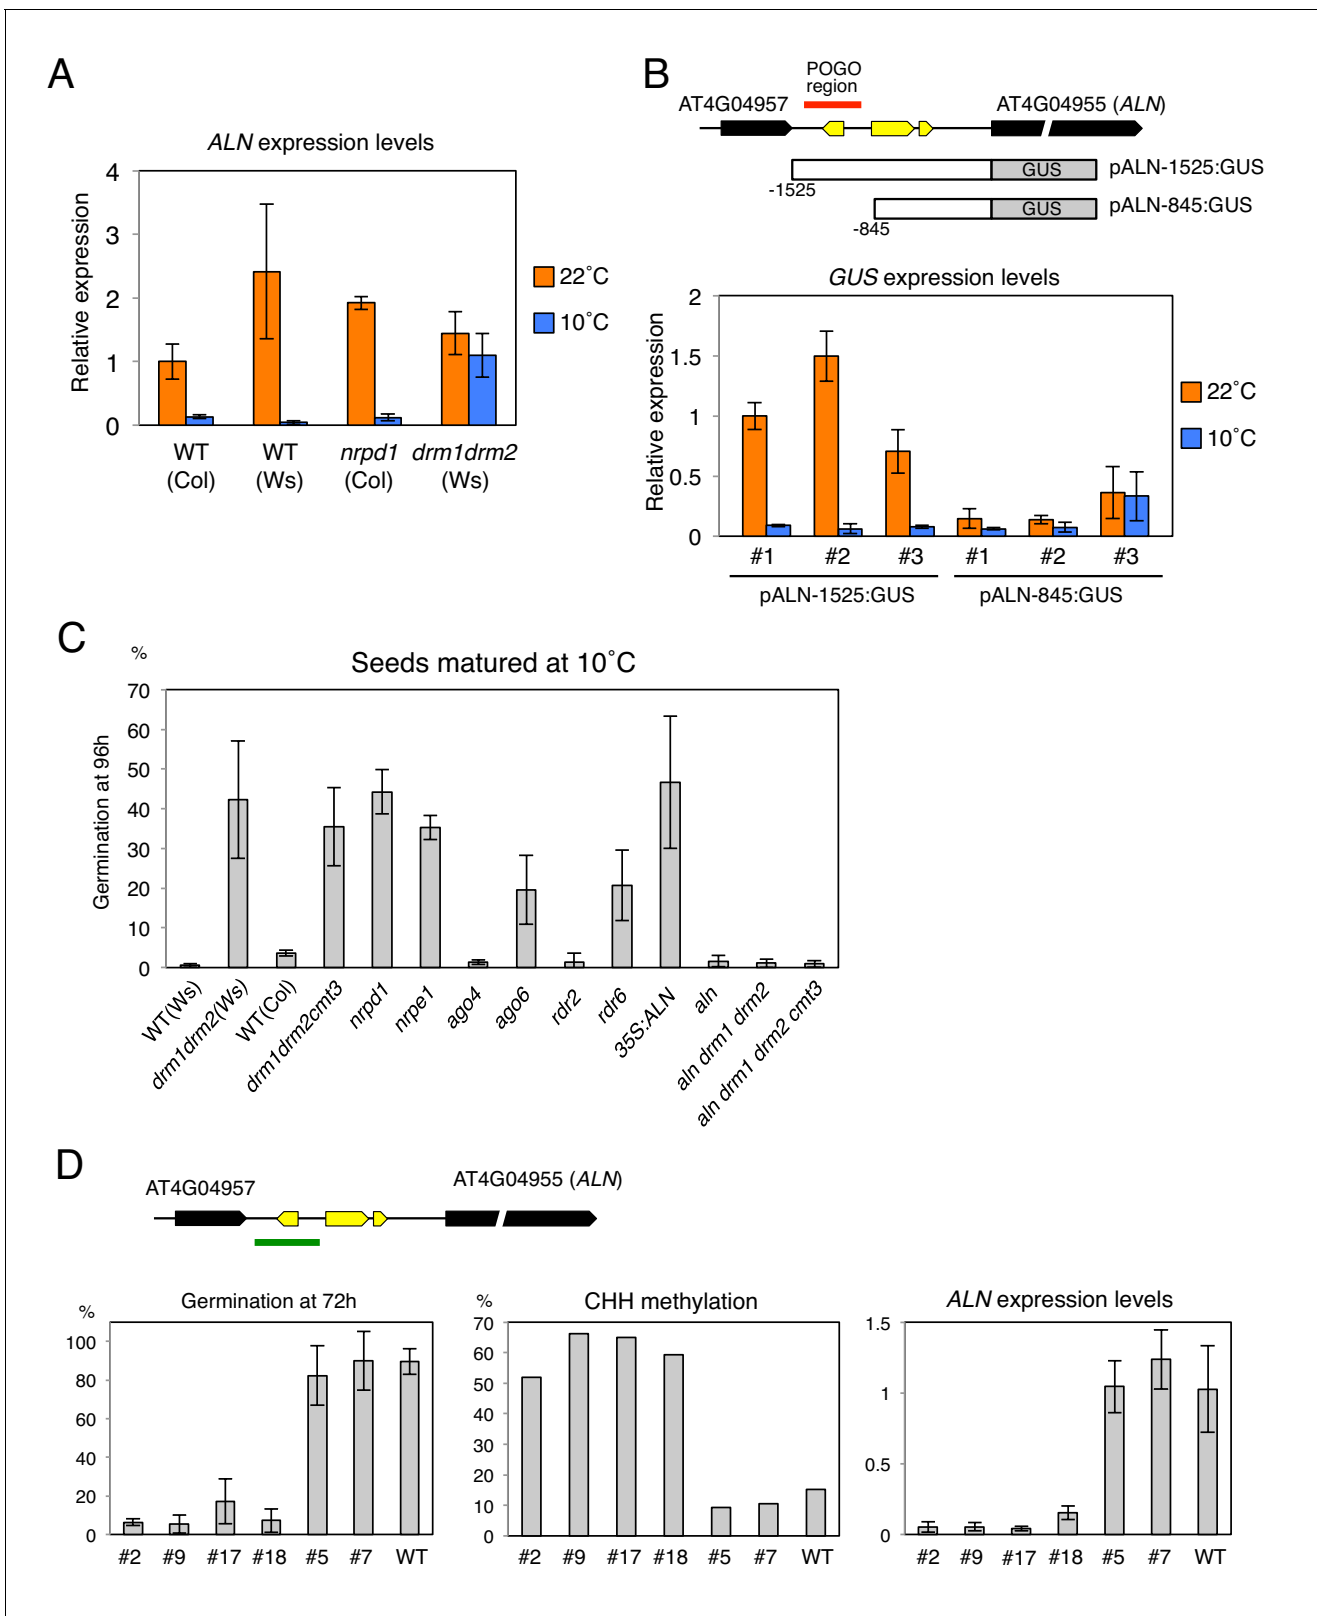 A
ALN expression levels
Relative expression
4
3
2
1
0
22˚C
10˚C
WT (Col)
WT (Ws)
nrpd1 (Col)
drm1drm2 (Ws)
B
POGO region
AT4G04957
AT4G04955 (ALN)
GUS
pALN-1525:GUS
-1525
GUS
pALN-845:GUS
-845
GUS expression levels
Relative expression
2
1.5
1
0.5
0
22˚C
10˚C
#1 #2 #3 #1 #2 #3
pALN-1525:GUS
pALN-845:GUS
C
%
Seeds matured at 10˚C
Germination at 96h
70
60
50
40
30
20
10
0
WT(Ws)
drm1drm2(Ws)
WT(Col)
drm1drm2cmt3
nrpd1
nrpe1
ago4
ago6
rdr2
rdr6
35S:ALN
aln
aln drm1 drm2
aln drm1 drm2 cmt3
D
AT4G04957
AT4G04955 (ALN)
%
Germination at 72h
100
80
60
40
20
0
#2 #9 #17 #18 #5 #7 WT
%
CHH methylation
70
60
50
40
30
20
10
0
#2 #9 #17 #18 #5 #7 WT
ALN expression levels
1.5
1
0.5
0
#2 #9 #17 #18 #5 #7 WT